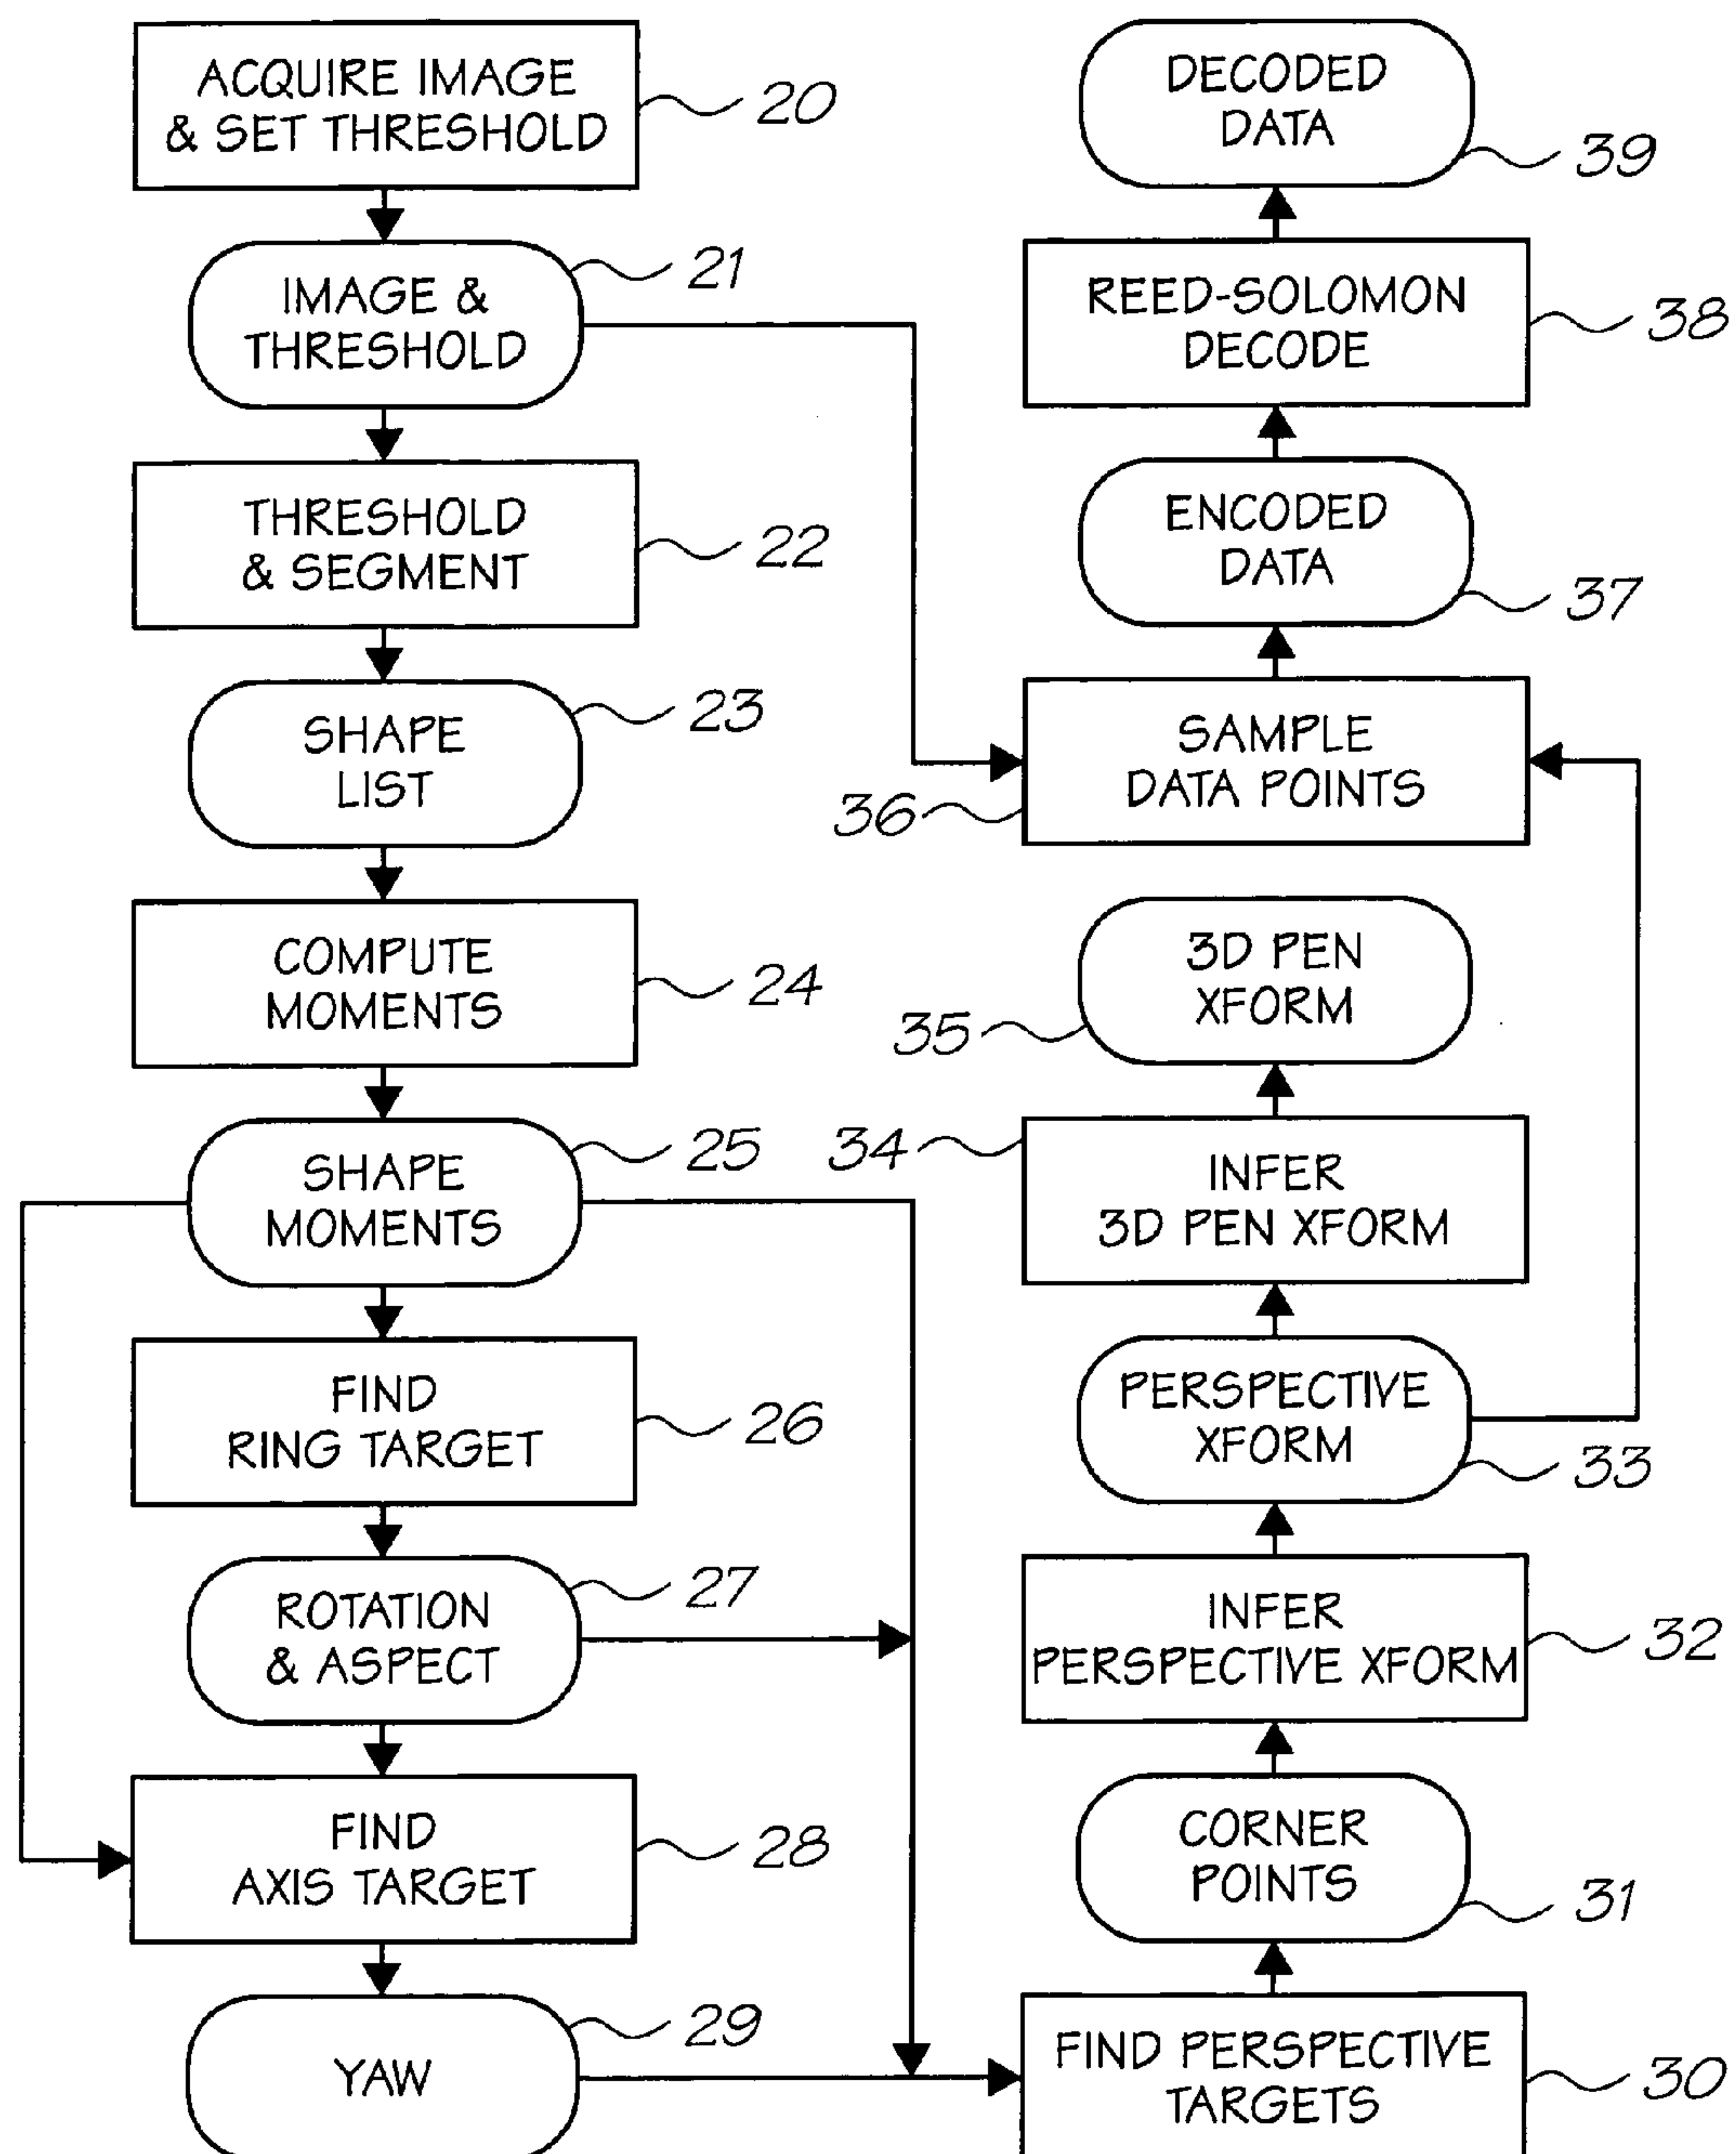 ACQUIRE IMAGE
& SET THRESHOLD
20
IMAGE &
THRESHOLD
21
THRESHOLD
& SEGMENT
22
SHAPE
LIST
23
COMPUTE
MOMENTS
24
SHAPE
MOMENTS
25
FIND
RING TARGET
26
ROTATION
& ASPECT
27
FIND
AXIS TARGET
28
YAW
29
DECODED
DATA
39
REED-SOLOMON
DECODE
38
ENCODED
DATA
37
SAMPLE
DATA POINTS
36
3D PEN
XFORM
35
INFER
3D PEN XFORM
34
PERSPECTIVE
XFORM
33
INFER
PERSPECTIVE XFORM
32
CORNER
POINTS
31
FIND PERSPECTIVE
TARGETS
30